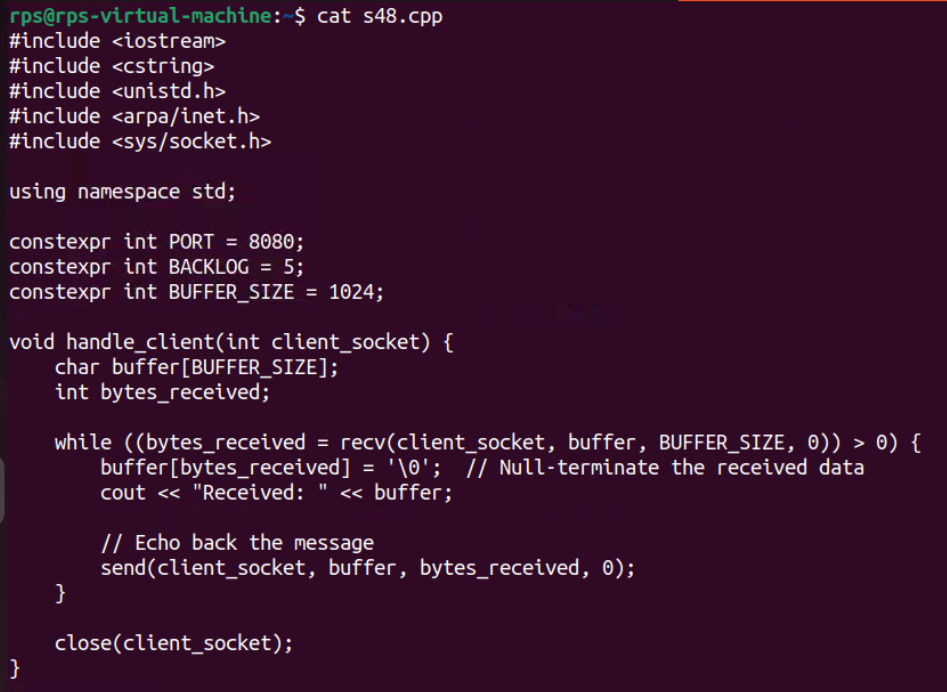 rps@rps-virtual-machine:~$ cat s48.cpp
#include <iostream>
#include <cstring>
#include <unistd.h>
#include <arpa/inet.h>
#include <sys/socket.h>

using namespace std;

constexpr int PORT = 8080;
constexpr int BACKLOG = 5;
constexpr int BUFFER_SIZE = 1024;

void handle_client(int client_socket) {
    char buffer[BUFFER_SIZE];
    int bytes_received;

    while ((bytes_received = recv(client_socket, buffer, BUFFER_SIZE, 0)) > 0) {
        buffer[bytes_received] = '\0';  // Null-terminate the received data
        cout << "Received: " << buffer;

        // Echo back the message
        send(client_socket, buffer, bytes_received, 0);
    }

    close(client_socket);
}